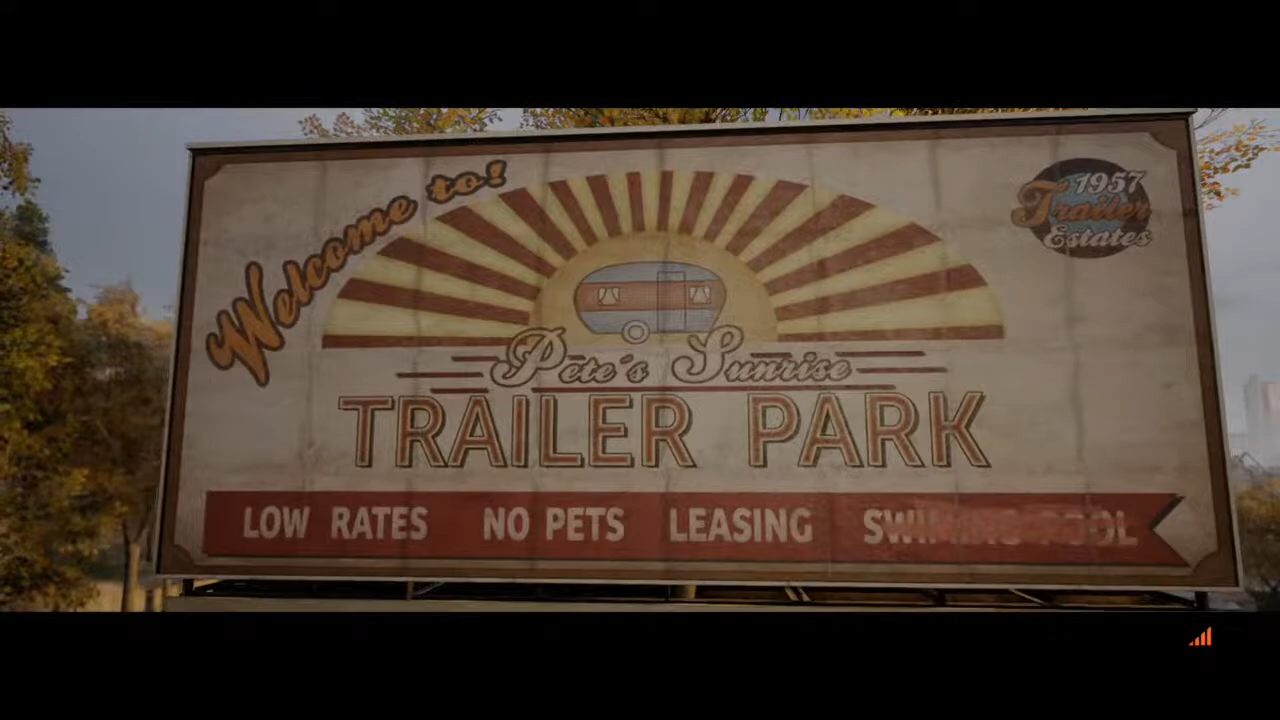 Welcome to!
1957
Trailer
Estates
Pete's Sunrise
TRAILER PARK
LOW RATES NO PETS LEASING